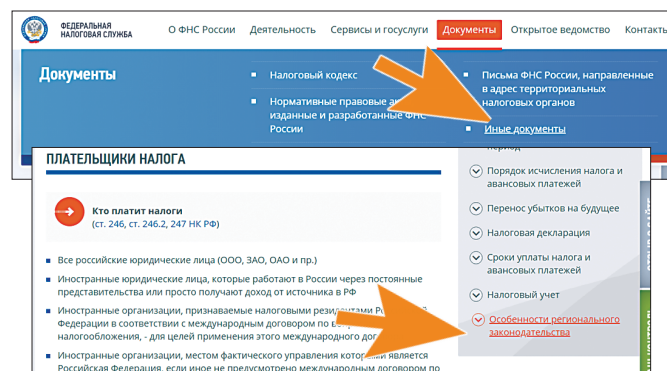 ФЕДЕРАЛЬНАЯ
НАЛОГОВАЯ СЛУЖБА
О ФНС России
Деятельность
Сервисы и госуслуги
Документы
Открытое ведомство
Контакты
Документы
Налоговый кодекс
Нормативные правовые
изданные и разработанные ФНС
России
Письма ФНС России, направленные
в адрес территориальных
налоговых органов
Иные документы
ПЛАТЕЛЬЩИКИ НАЛОГА
Кто платит налоги
(ст. 246, ст. 246.2, 247 НК РФ)
Все российские юридические лица (ООО, ЗАО, ОАО и пр.)
Иностранные юридические лица, которые работают в России через постоянные
представительства или просто получают доход от источника в РФ
Иностранные организации, признаваемые налоговыми резидентами
Федерации в соответствии с международным договором по
налогообложения, - для целей применения этого международного
Иностранные организации, местом фактического управления которыми является
Российская Федерация, если иное не предусмотрено международным договором по
период
Порядок исчисления налога и
авансовых платежей
Перенос убытков на будущее
Налоговая декларация
Сроки уплаты налога и
авансовых платежей
Налоговый учет
Особенности регионального
законодательства